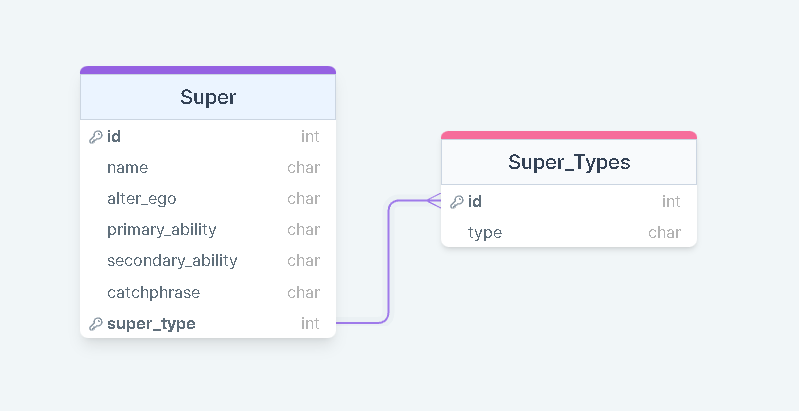 Super
id int
name char
alter_ego char
primary_ability char
secondary_ability char
catchphrase char
super_type int
Super_Types
id int
type char